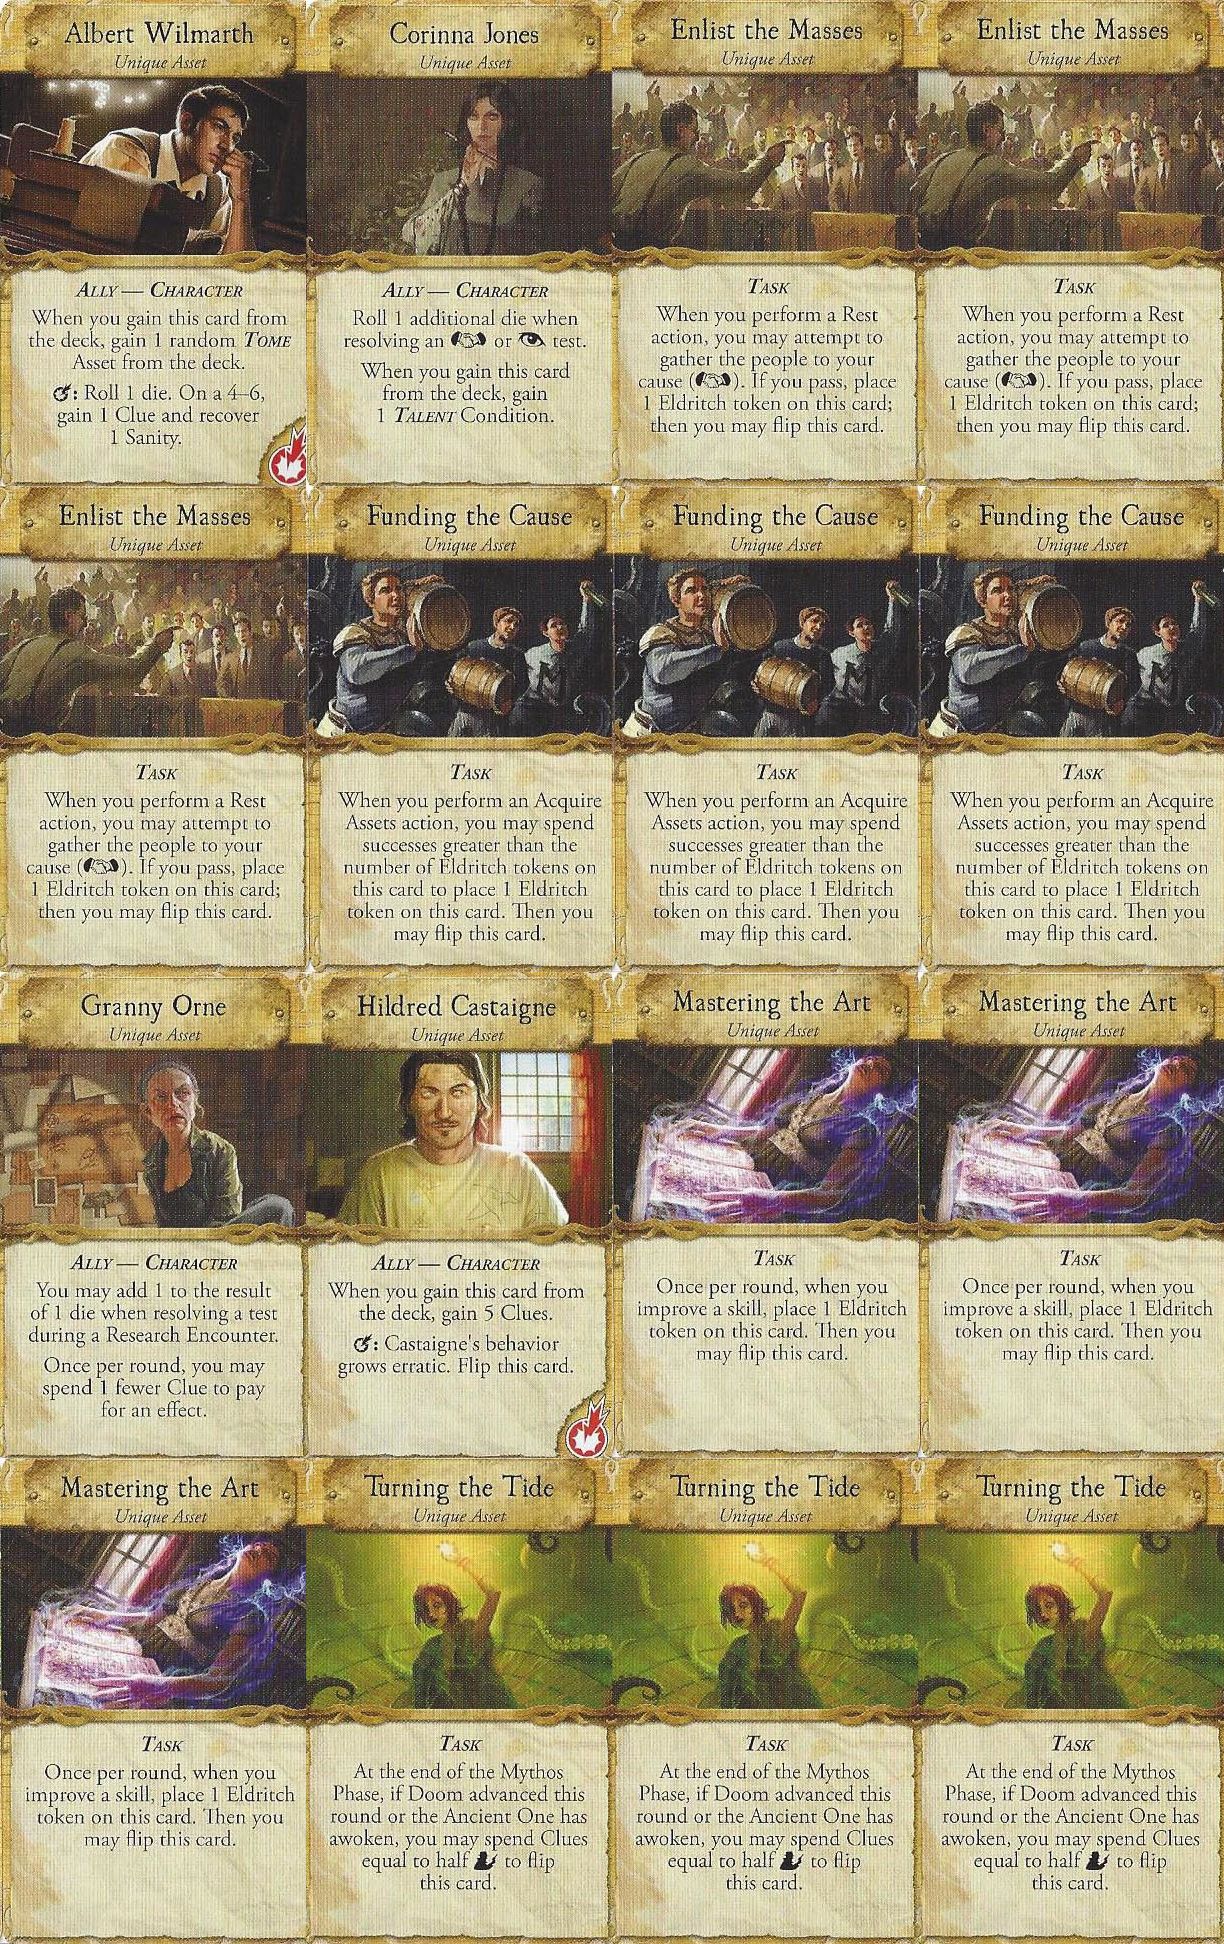 Albert Wilmarth
Unique Asset
ALLY — CHARACTER
When you gain this card from
the deck, gain 1 random TOME
Asset from the deck.
: Roll 1 die. On a 4–6,
gain 1 Clue and recover
1 Sanity.
Corinna Jones
Unique Asset
ALLY — CHARACTER
Roll 1 additional die when
resolving an or test.
When you gain this card
from the deck, gain
1 TALENT Condition.
Enlist the Masses
Unique Asset
TASK
When you perform a Rest
action, you may attempt to
gather the people to your
cause ( ). If you pass, place
1 Eldritch token on this card;
then you may flip this card.
Enlist the Masses
Unique Asset
TASK
When you perform a Rest
action, you may attempt to
gather the people to your
cause ( ). If you pass, place
1 Eldritch token on this card;
then you may flip this card.
Enlist the Masses
Unique Asset
TASK
When you perform a Rest
action, you may attempt to
gather the people to your
cause ( ). If you pass, place
1 Eldritch token on this card;
then you may flip this card.
Funding the Cause
Unique Asset
TASK
When you perform an Acquire
Assets action, you may spend
successes greater than the
number of Eldritch tokens on
this card to place 1 Eldritch
token on this card. Then you
may flip this card.
Funding the Cause
Unique Asset
TASK
When you perform an Acquire
Assets action, you may spend
successes greater than the
number of Eldritch tokens on
this card to place 1 Eldritch
token on this card. Then you
may flip this card.
Funding the Cause
Unique Asset
TASK
When you perform an Acquire
Assets action, you may spend
successes greater than the
number of Eldritch tokens on
this card to place 1 Eldritch
token on this card. Then you
may flip this card.
Granny Orne
Unique Asset
ALLY — CHARACTER
You may add 1 to the result
of 1 die when resolving a test
during a Research Encounter.
Once per round, you may
spend 1 fewer Clue to pay
for an effect.
Hildred Castaigne
Unique Asset
ALLY — CHARACTER
When you gain this card from
the deck, gain 5 Clues.
: Castaigne's behavior
grows erratic. Flip this card.
Mastering the Art
Unique Asset
TASK
Once per round, when you
improve a skill, place 1 Eldritch
token on this card. Then you
may flip this card.
Mastering the Art
Unique Asset
TASK
Once per round, when you
improve a skill, place 1 Eldritch
token on this card. Then you
may flip this card.
Mastering the Art
Unique Asset
TASK
Once per round, when you
improve a skill, place 1 Eldritch
token on this card. Then you
may flip this card.
Turning the Tide
Unique Asset
TASK
At the end of the Mythos
Phase, if Doom advanced this
round or the Ancient One has
awoken, you may spend Clues
equal to half to flip
this card.
Turning the Tide
Unique Asset
TASK
At the end of the Mythos
Phase, if Doom advanced this
round or the Ancient One has
awoken, you may spend Clues
equal to half to flip
this card.
Turning the Tide
Unique Asset
TASK
At the end of the Mythos
Phase, if Doom advanced this
round or the Ancient One has
awoken, you may spend Clues
equal to half to flip
this card.